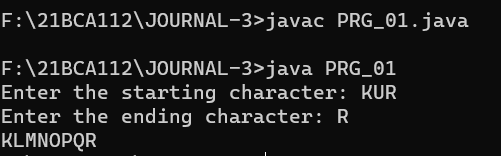 F:\21BCA112\JOURNAL-3>javac PRG_01.java
F:\21BCA112\JOURNAL-3>java PRG_01
Enter the starting character: KUR
Enter the ending character: R
KLMNOPQR